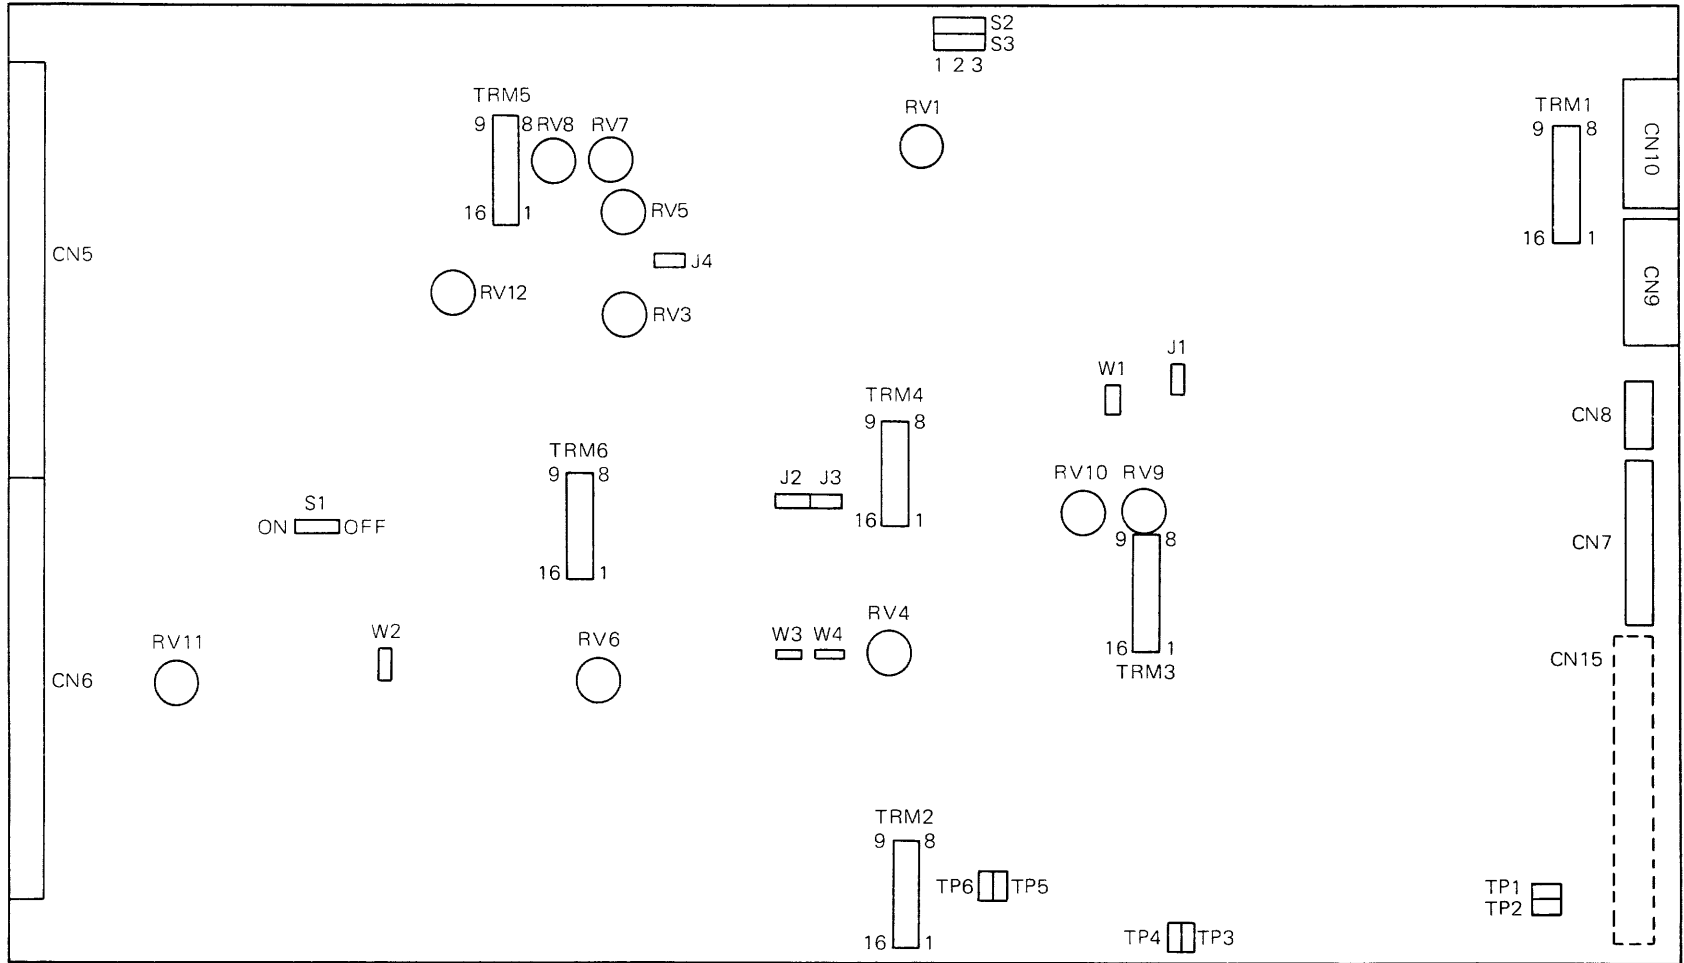 S2
S3
1 2 3
TRM5
9 8
RV8 RV7
16 1
RV5
J4
RV12
RV3
RV1
TRM1
9 8
16 1
CN10
CN9
CN5
J1
W1
TRM4
9 8
16 1
CN8
TRM6
9 8
16 1
J2 J3
RV10 RV9
9 8
16 1
TRM3
CN7
S1
ON OFF
CN15
RV11
W2
RV6
W3 W4
RV4
CN6
TRM2
9 8
16 1
TP6 TP5
TP4 TP3
TP1
TP2